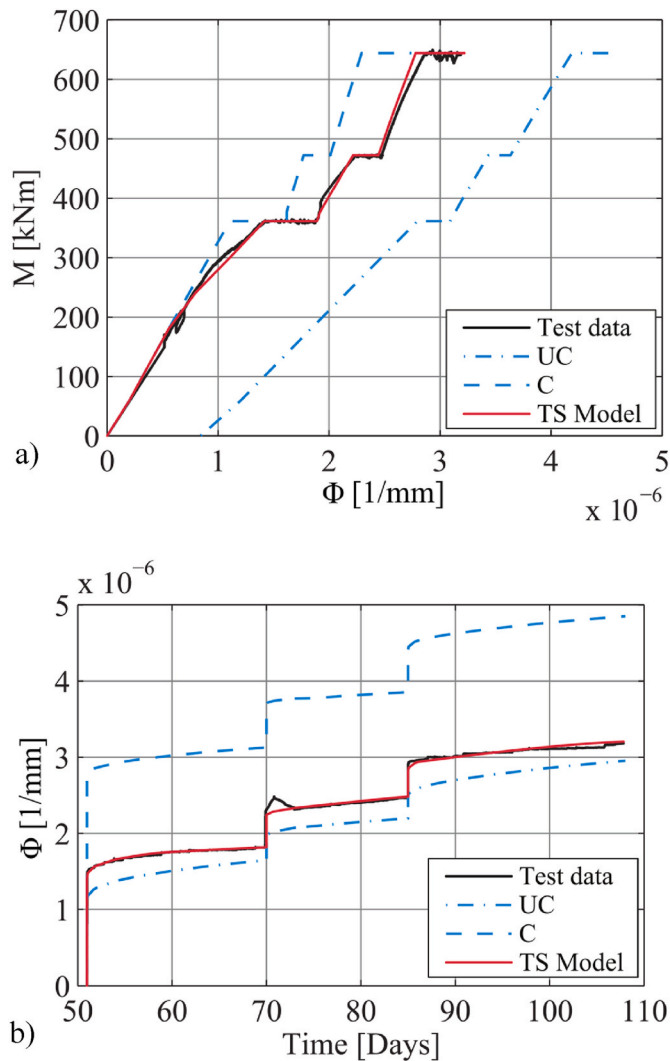 700
600
500
400
300
200
100
0
M [kNm]
Test data
UC
C
TS Model
a)
0 1 2 3 4 5
Φ [1/mm]
x 10⁻⁶
x 10⁻⁶
5
4
3
2
1
0
Φ [1/mm]
Test data
UC
C
TS Model
50 60 70 80 90 100 110
b)
Time [Days]